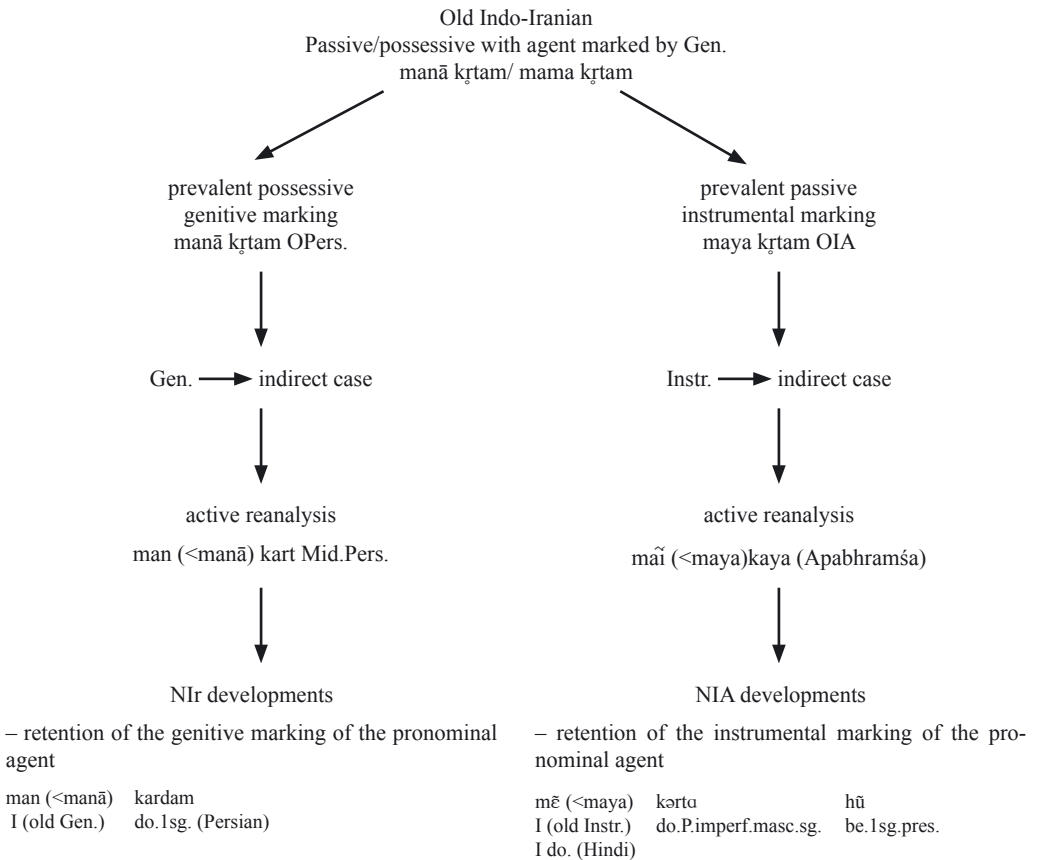 Old Indo-Iranian
Passive/possessive with agent marked by Gen.
manā kr̥tam/ mama kr̥tam
prevalent possessive
genitive marking
manā kr̥tam OPers.
prevalent passive
instrumental marking
maya kr̥tam OIA
Gen. → indirect case
Instr. → indirect case
active reanalysis
man (<manā) kart Mid.Pers.
active reanalysis
maı̃ (<maya)kaya (Apabhramśa)
NIr developments
– retention of the genitive marking of the pronominal
agent
man (<manā) kardam
I (old Gen.) do.1sg. (Persian)
NIA developments
– retention of the instrumental marking of the pro-
nominal agent
mɛ̃ (<maya) kərtɑ hũ
I (old Instr.) do.P.imperf.masc.sg. be.1sg.pres.
I do. (Hindi)